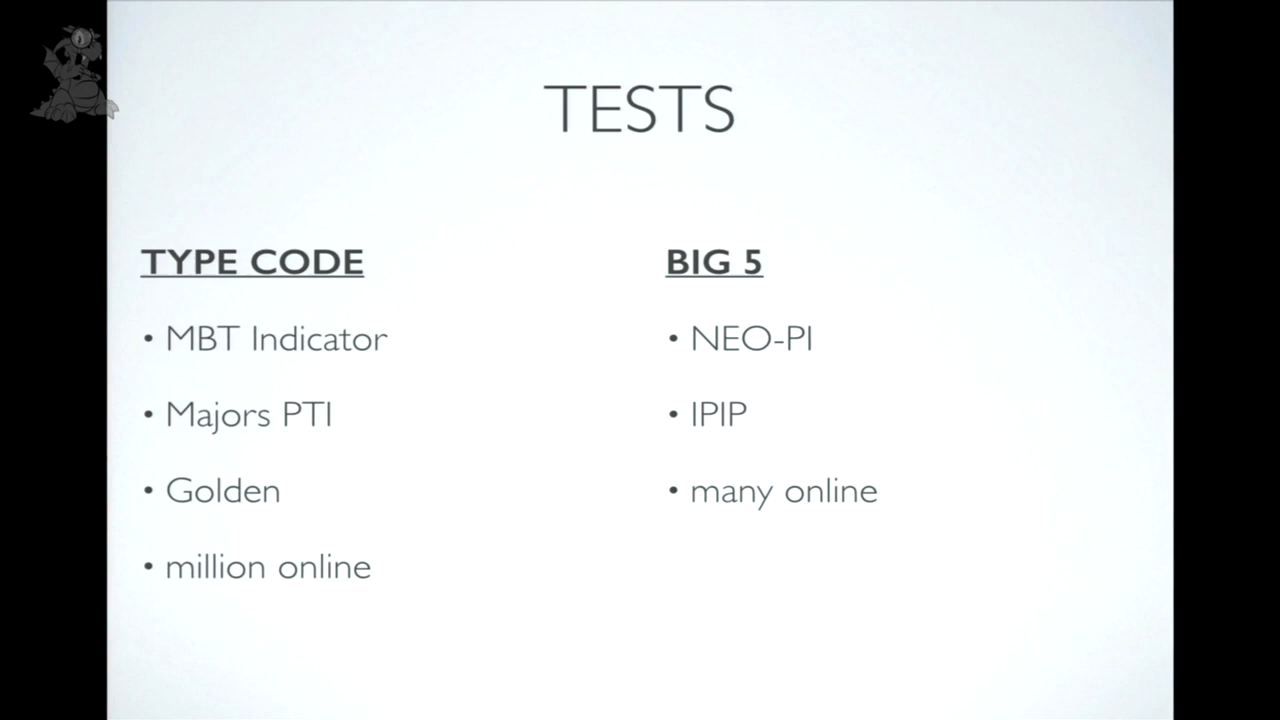 TESTS
TYPE CODE
• MBT Indicator
• Majors PTI
• Golden
• million online
BIG 5
• NEO-PI
• IPIP
• many online